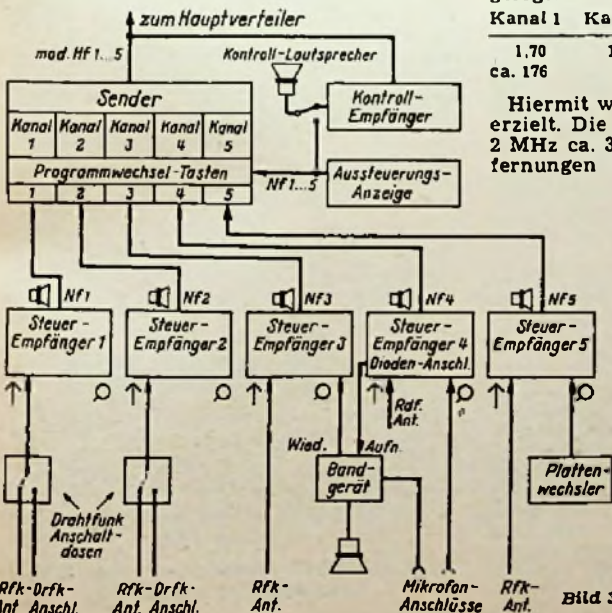 zum Hauptverteiler
mod. Hf 1...5
Kontroll-Lautsprecher
Sender
Kanal 1
Kanal 2
Kanal 3
Kanal 4
Kanal 5
Programmwechsel-Tasten
1 2 3 4 5
Kontroll-
Empfänger
Nf 1...5
Aussteuerungs-
Anzeige
Kanal 1 Ka
1,70 1
ca. 176
Hiermit w
erzielt. Die
2 MHz ca. 3
fernungen
Nf1
Nf2
Nf3
Nf4
Nf5
Steuer-
Empfänger 1
Steuer-
Empfänger 2
Steuer-
Empfänger 3
Steuer-
Empfänger 4
Dioden-Anschl.
Steuer-
Empfänger 5
Rdf.
Ant.
Wied.
Aufn.
Band-
gerät
Platten-
wechsler
Drahtfunk
Anschalt-
dosen
Rfk- Drfk-
Ant. Anschl.
Rfk- Drfk-
Ant. Anschl.
Rfk-
Ant.
Mikrofon-
Anschlüsse
Rfk-
Ant.
Bild 3